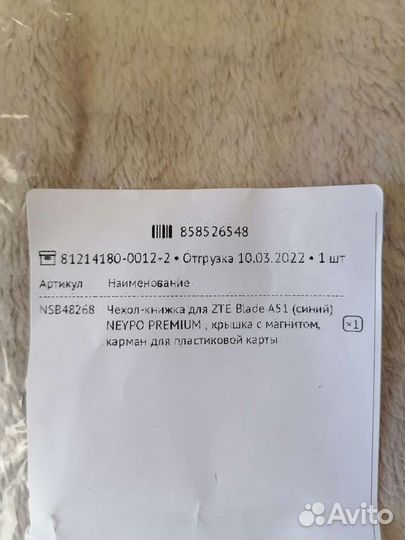 858526548
81214180-0012-2 • Отгрузка 10.03.2022 • 1 шт
Артикул Наименование
NSB48268 Чехол-книжка для ZTE Blade A51 (синий)
NEYPO PREMIUM , крышка с магнитом, ×1
карман для пластиковой карты
Avito